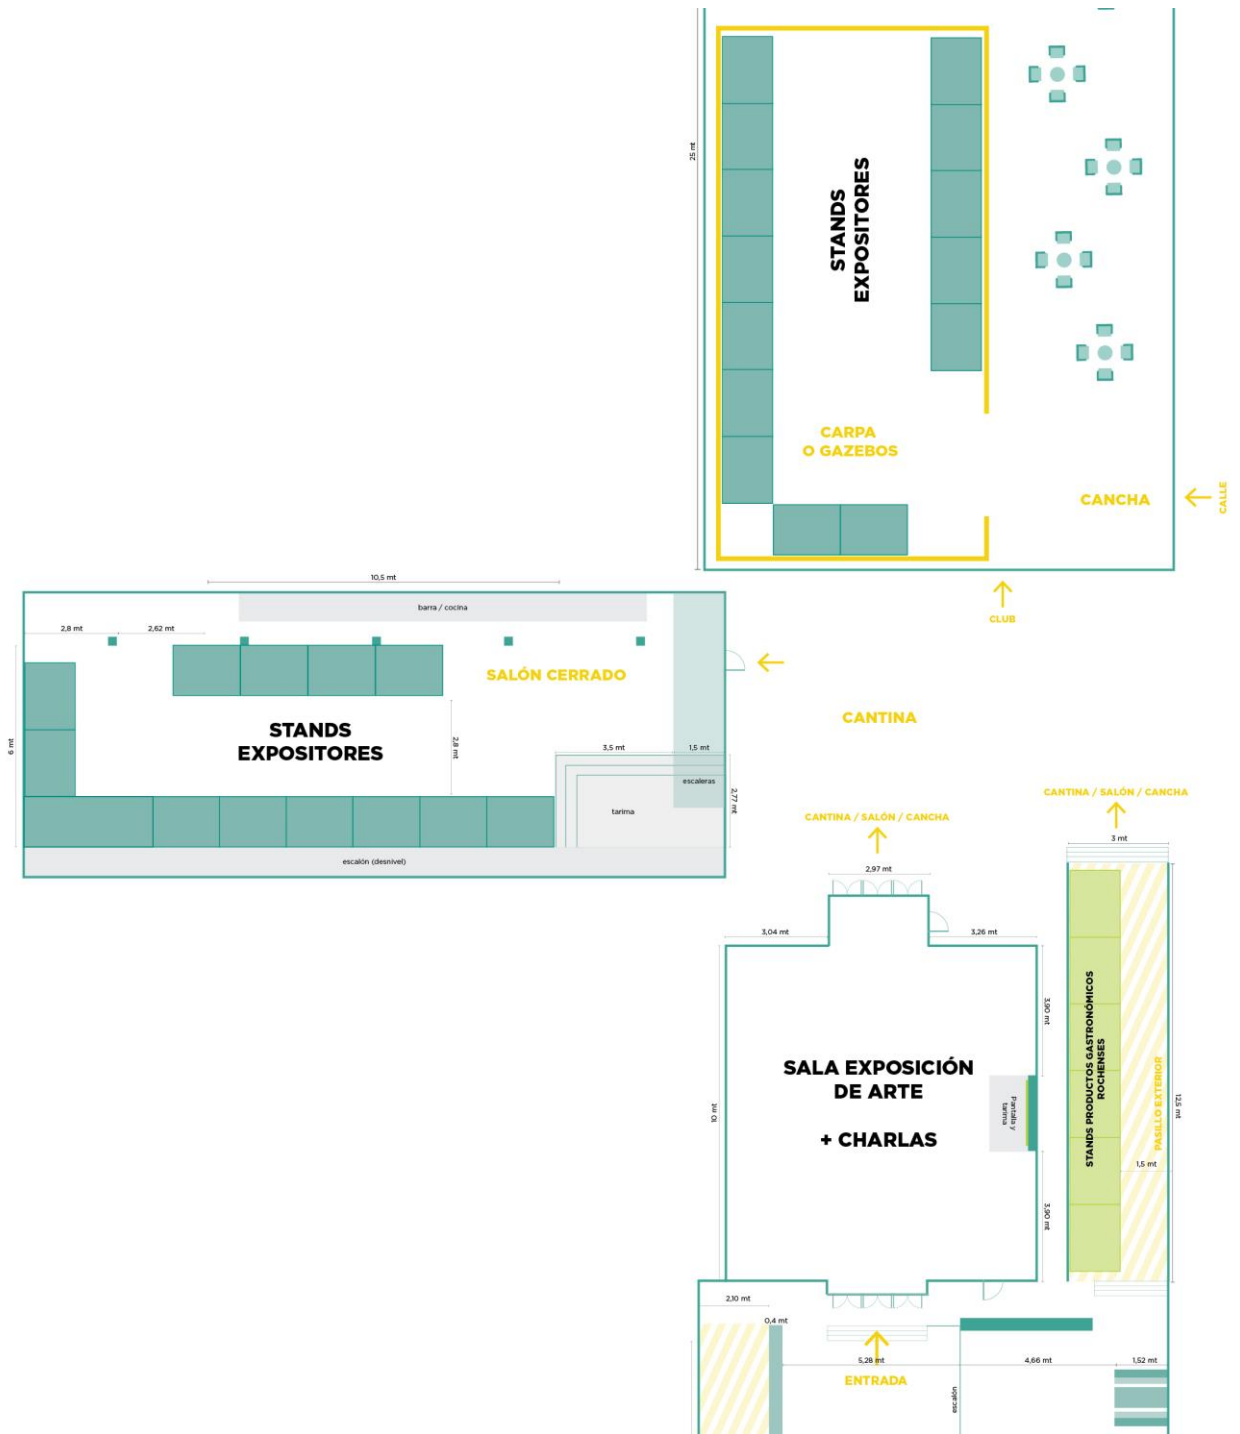 25 mt
STANDS
EXPOSITORES
CARPA
O GAZEBOS
CANCHA
CALLE
CLUB
10,5 mt
barra / cocina
2,8 mt
2,62 mt
SALÓN CERRADO
6 mt
STANDS
EXPOSITORES
2,8 mt
3,5 mt
1,5 mt
escaleras
2,77 mt
tarima
escalón (desnivel)
CANTINA
CANTINA / SALÓN / CANCHA
2,97 mt
3,04 mt
3,26 mt
CANTINA / SALÓN / CANCHA
3 mt
3,90 mt
SALA EXPOSICIÓN
DE ARTE
+ CHARLAS
10 mt
Pantalla y
tarima
3,90 mt
STANDS PRODUCTOS GASTRONÓMICOS
ROCHENSES
PASILLO EXTERIOR
12,5 mt
1,5 mt
2,10 mt
0,4 mt
5,28 mt
4,66 mt
1,52 mt
ENTRADA
escalón